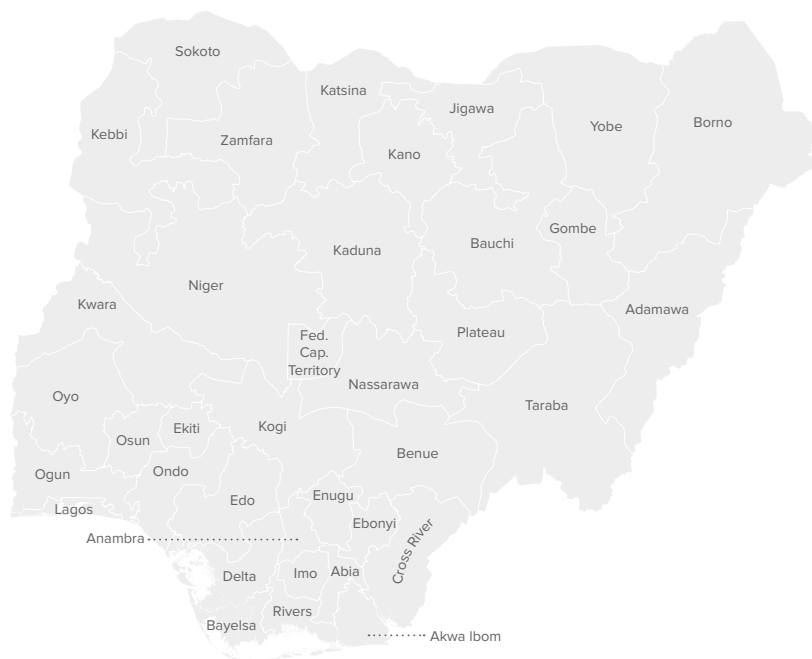 Sokoto
Katsina
Jigawa
Yobe
Borno
Kebbi
Zamfara
Kano
Gombe
Bauchi
Kaduna
Niger
Kwara
Adamawa
Plateau
Fed.
Cap.
Territory
Nassarawa
Oyo
Taraba
Osun
Ekiti
Kogi
Benue
Ogun
Ondo
Edo
Enugu
Lagos
Ebonyi
Anambra
Cross River
Delta
Imo
Abia
Rivers
Bayelsa
Akwa Ibom